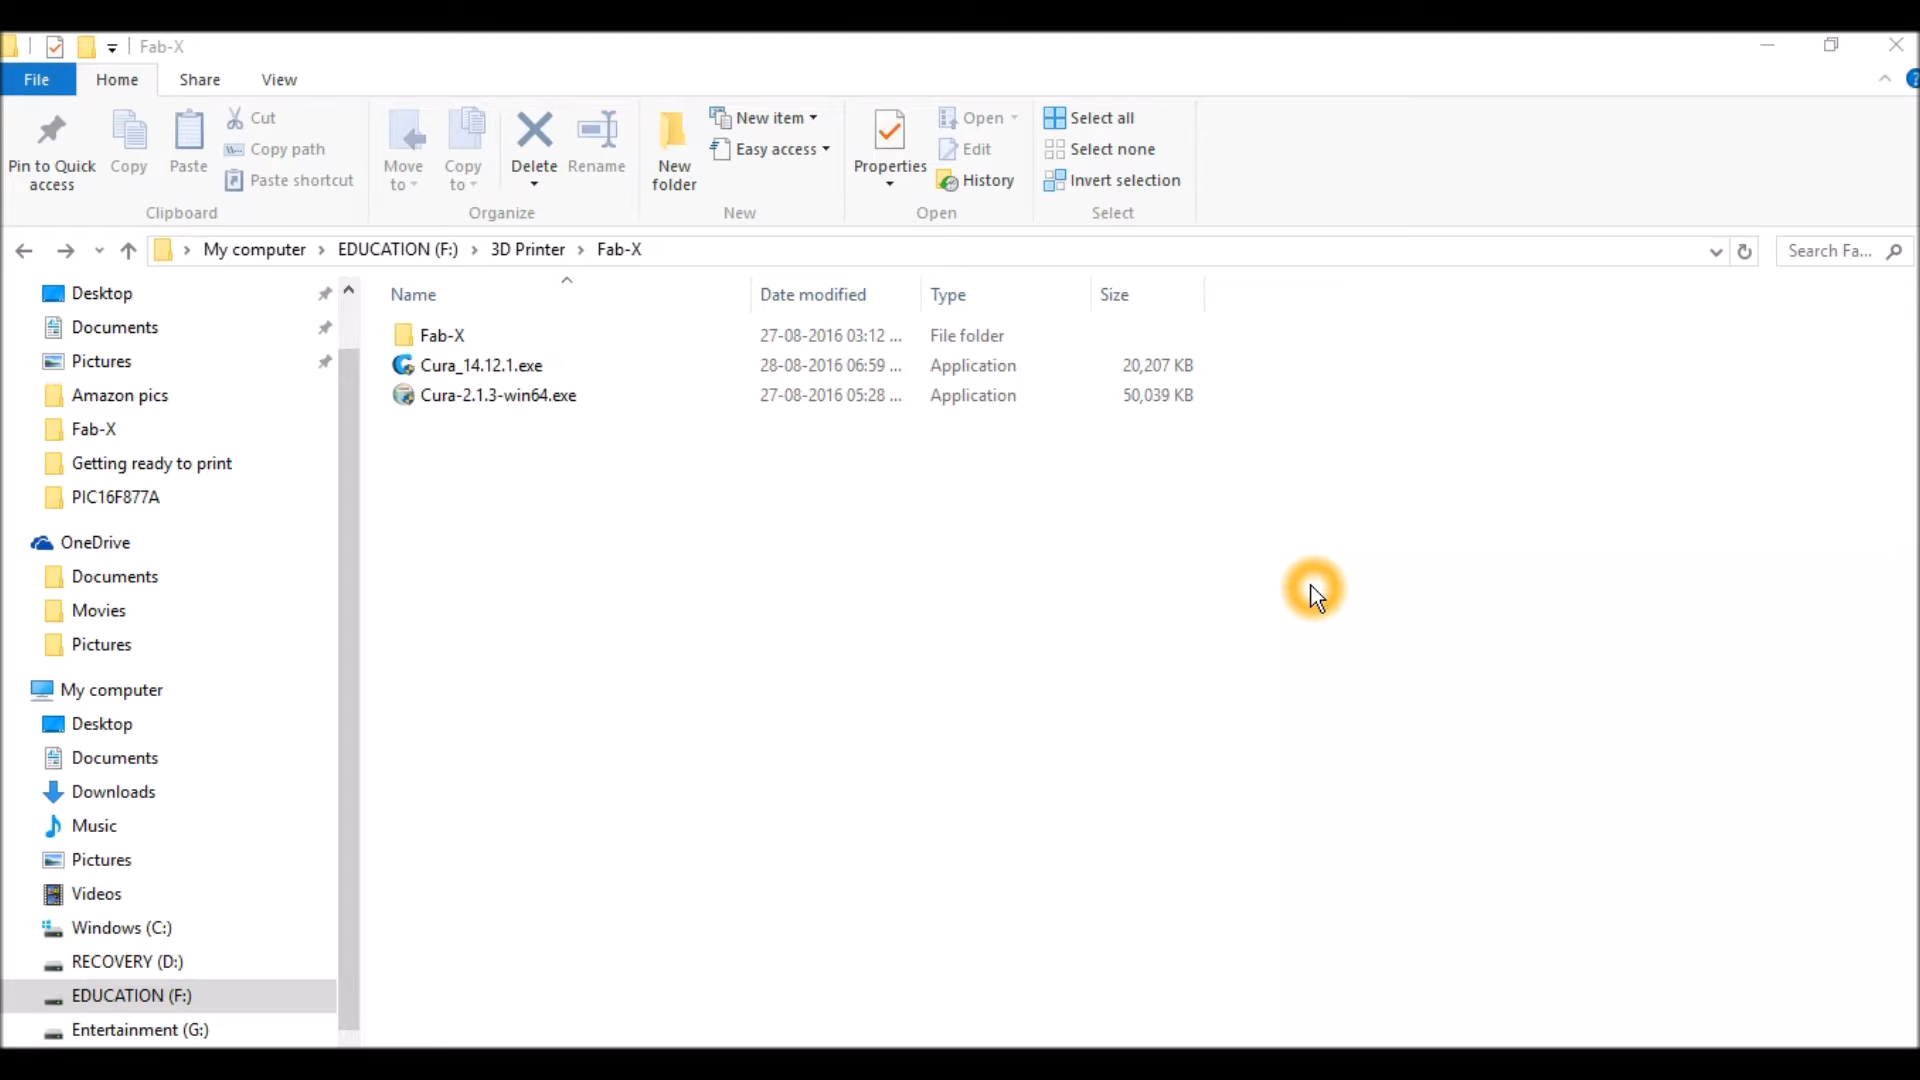 Fab-X
File Home Share View
Pin to Quick access
Copy
Paste
Cut
Copy path
Paste shortcut
Clipboard
Move to
Copy to
Delete
Rename
Organize
New folder
New item
Easy access
New
Properties
Open
Edit
History
Open
Select all
Select none
Invert selection
Select
My computer > EDUCATION (F:) > 3D Printer > Fab-X
Search Fa...
Desktop
Documents
Pictures
Amazon pics
Fab-X
Getting ready to print
PIC16F877A
OneDrive
Documents
Movies
Pictures
My computer
Desktop
Documents
Downloads
Music
Pictures
Videos
Windows (C:)
RECOVERY (D:)
EDUCATION (F:)
Entertainment (G:)
Name Date modified Type Size
Fab-X 27-08-2016 03:12 ... File folder
Cura_14.12.1.exe 28-08-2016 06:59 ... Application 20,207 KB
Cura-2.1.3-win64.exe 27-08-2016 05:28 ... Application 50,039 KB